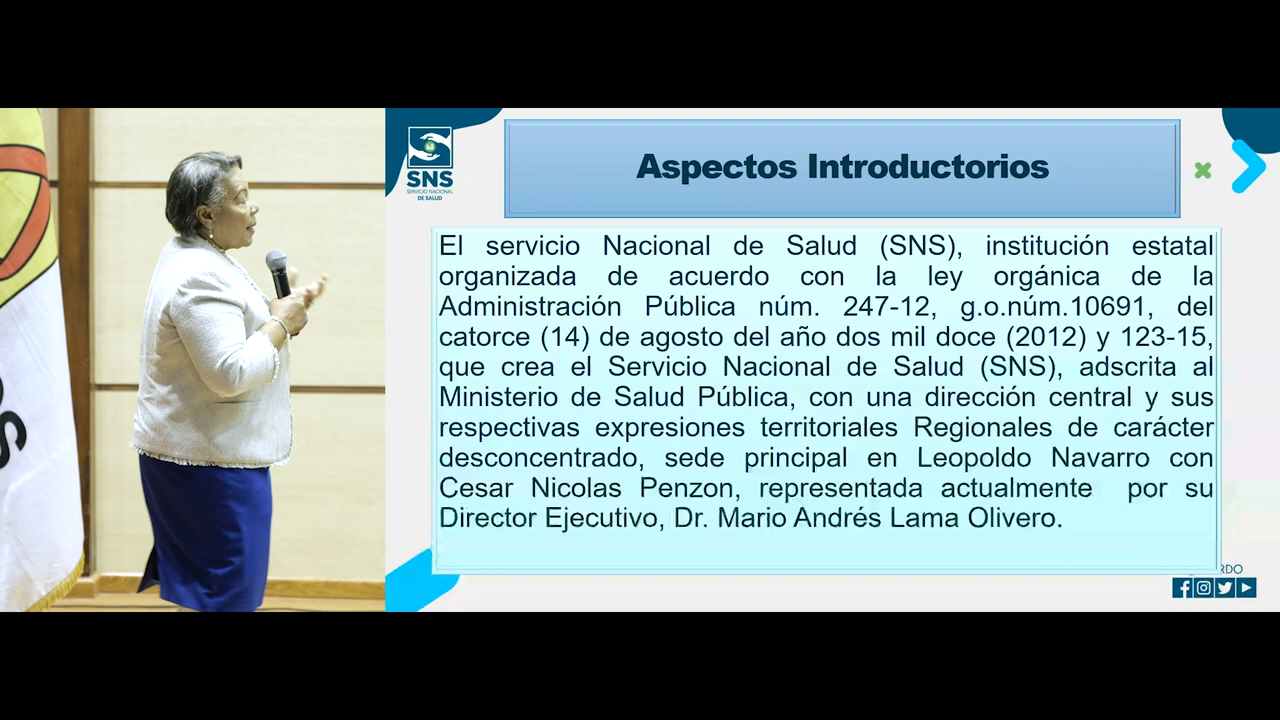 SNS
SERVICIO NACIONAL
DE SALUD
Aspectos Introductorios
El servicio Nacional de Salud (SNS), institución estatal
organizada de acuerdo con la ley orgánica de la
Administración Pública núm. 247-12, g.o.núm.10691, del
catorce (14) de agosto del año dos mil doce (2012) y 123-15,
que crea el Servicio Nacional de Salud (SNS), adscrita al
Ministerio de Salud Pública, con una dirección central y sus
respectivas expresiones territoriales Regionales de carácter
desconcentrado, sede principal en Leopoldo Navarro con
Cesar Nicolas Penzon, representada actualmente por su
Director Ejecutivo, Dr. Mario Andrés Lama Olivero.